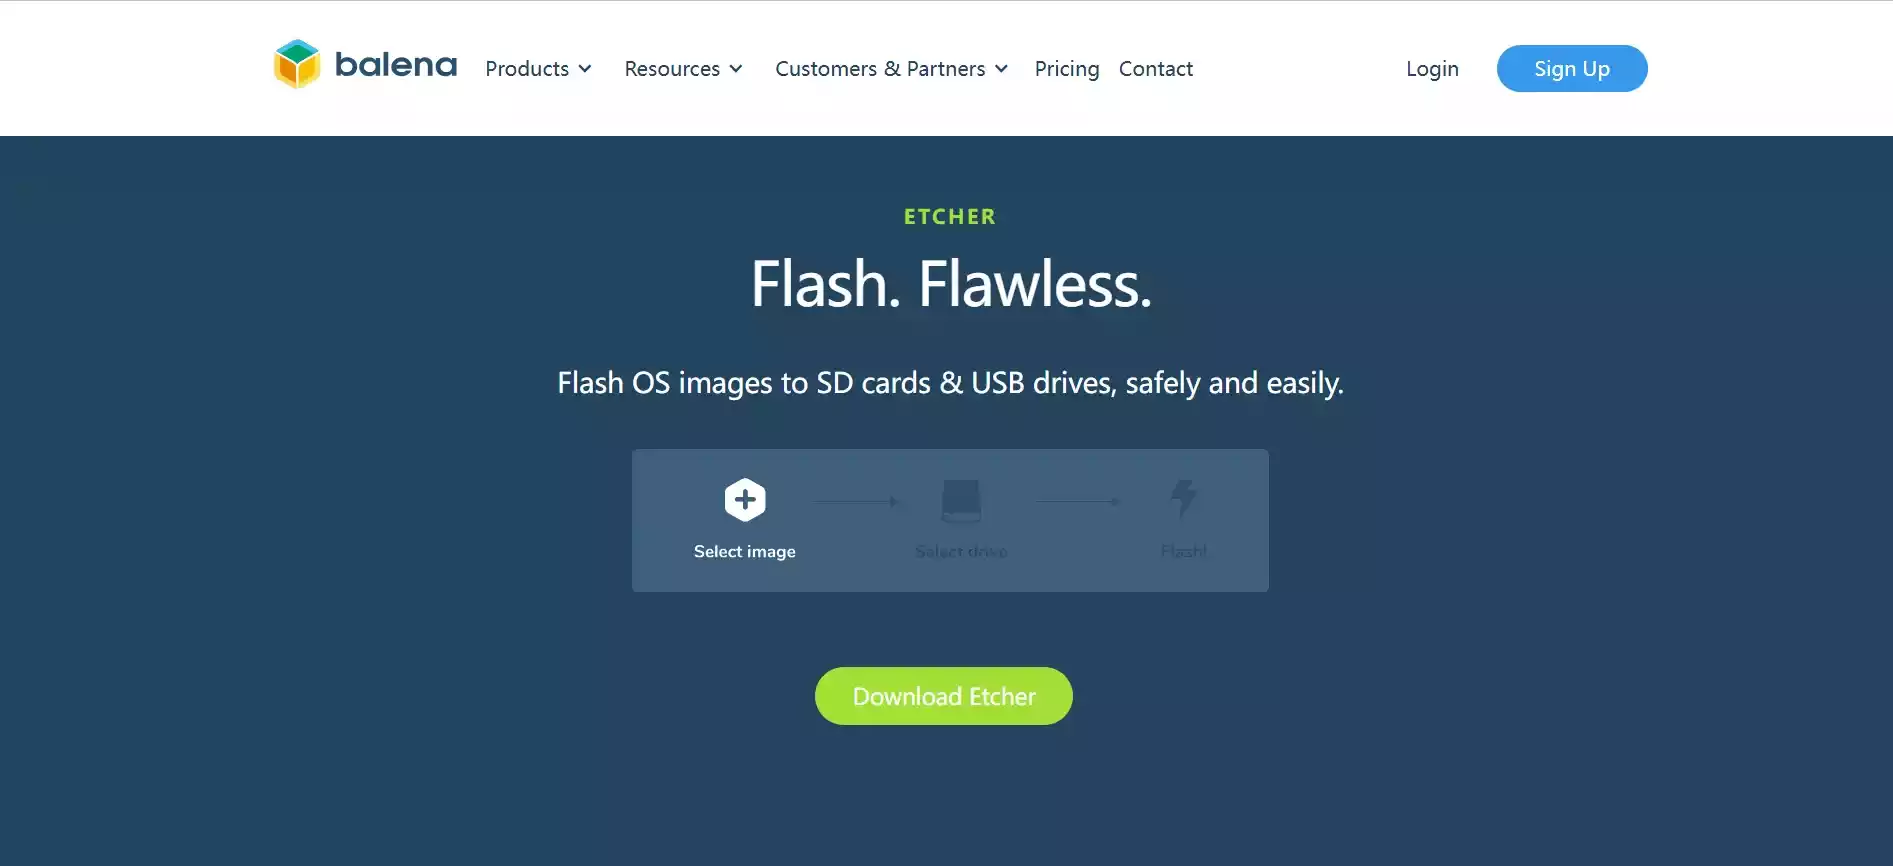 balena Products Resources Customers & Partners Pricing Contact Login Sign Up
ETCHER
Flash. Flawless.
Flash OS images to SD cards & USB drives, safely and easily.
Select image Select drive Flash!
Download Etcher